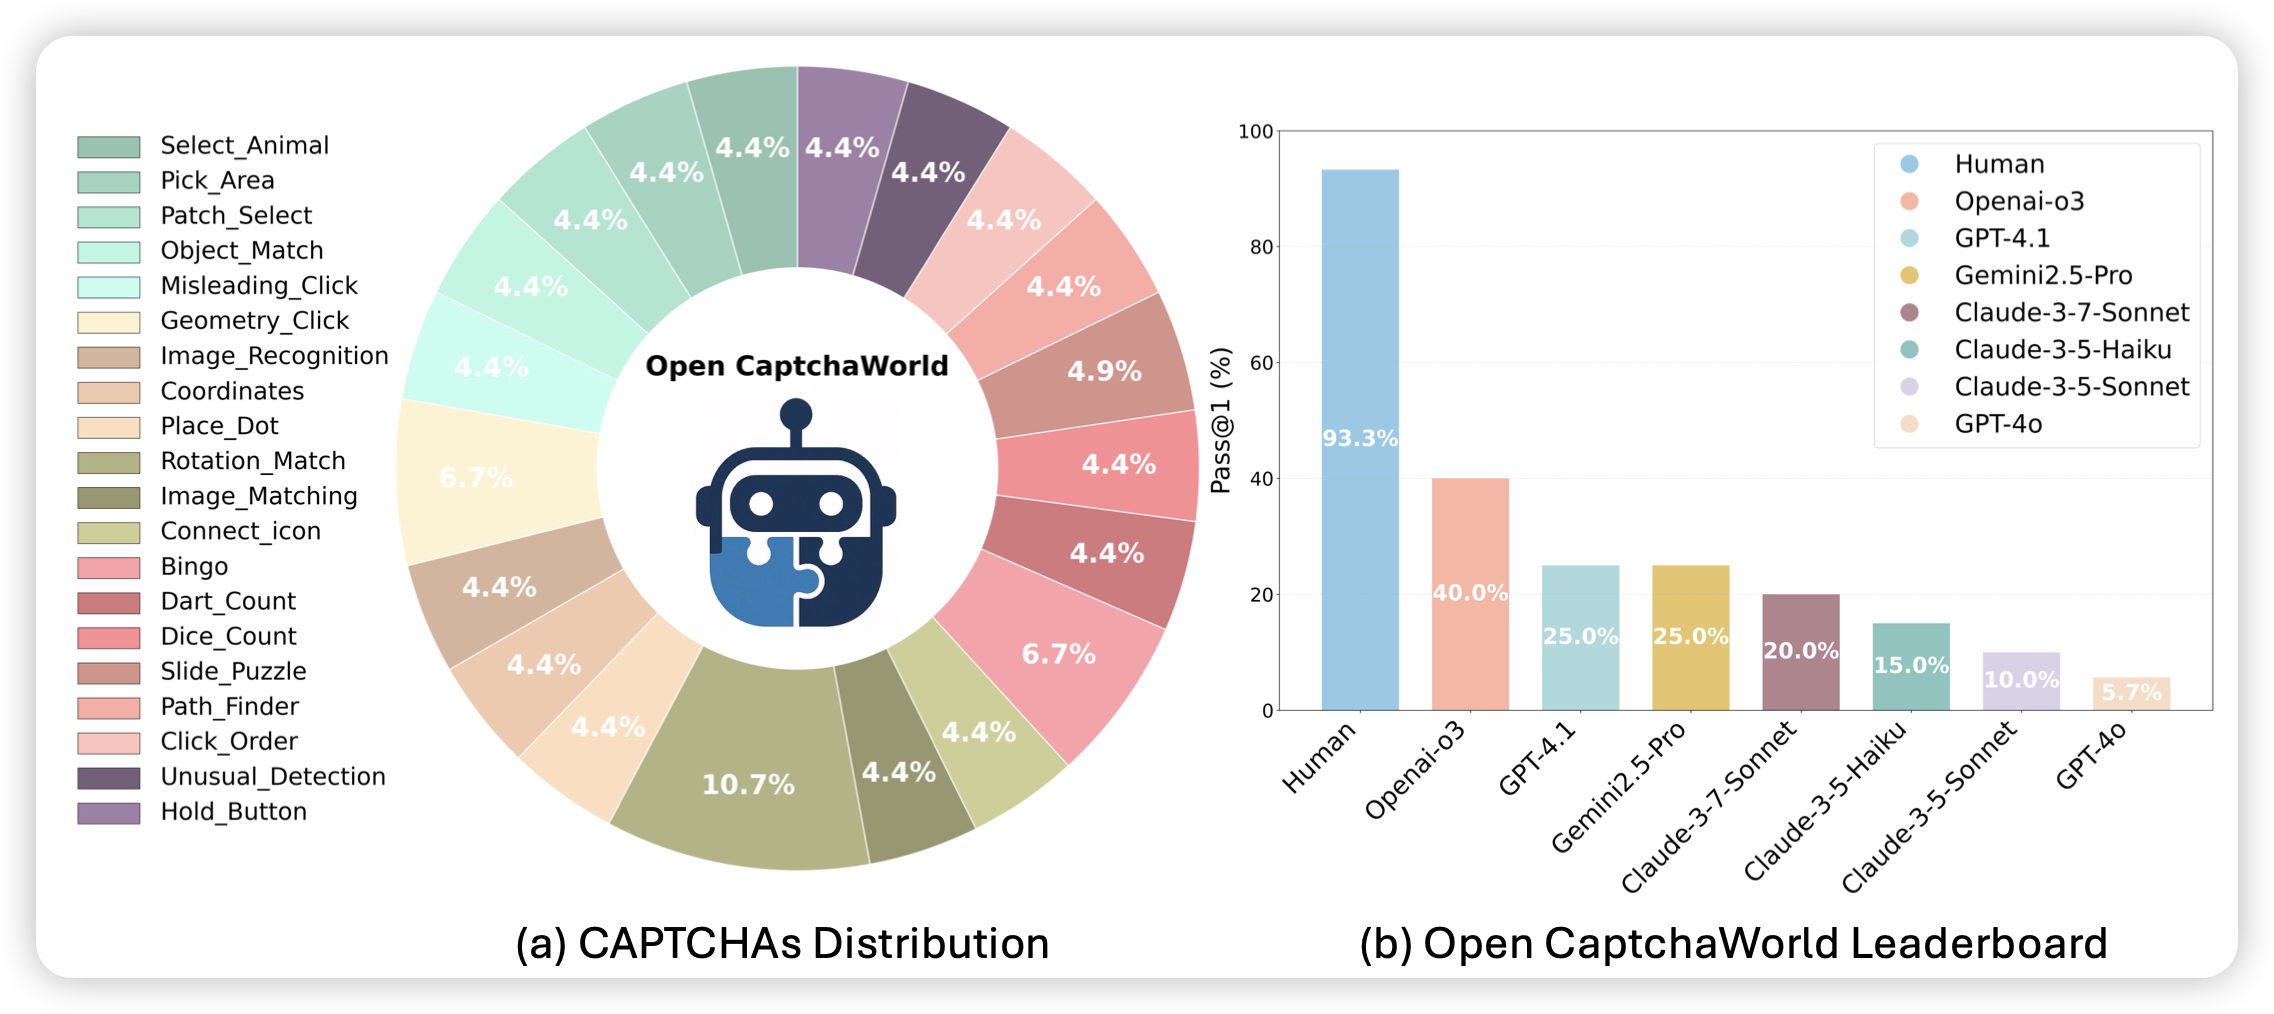 Select_Animal
Pick_Area
Patch_Select
Object_Match
Misleading_Click
Geometry_Click
Image_Recognition
Coordinates
Place_Dot
Rotation_Match
Image_Matching
Connect_icon
Bingo
Dart_Count
Dice_Count
Slide_Puzzle
Path_Finder
Click_Order
Unusual_Detection
Hold_Button
4.4%
4.4%
4.4%
4.4%
4.4%
6.7%
4.4%
4.4%
4.4%
10.7%
4.4%
4.4%
6.7%
4.4%
4.4%
4.9%
4.4%
4.4%
4.4%
4.4%
Open CaptchaWorld
(a) CAPTCHAs Distribution
Pass@1 (%)
100
80
60
40
20
0
93.3%
40.0%
25.0%
25.0%
20.0%
15.0%
10.0%
5.7%
Human
Openai-o3
GPT-4.1
Gemini2.5-Pro
Claude-3-7-Sonnet
Claude-3-5-Haiku
Claude-3-5-Sonnet
GPT-4o
Human
Openai-o3
GPT-4.1
Gemini2.5-Pro
Claude-3-7-Sonnet
Claude-3-5-Haiku
Claude-3-5-Sonnet
GPT-4o
(b) Open CaptchaWorld Leaderboard